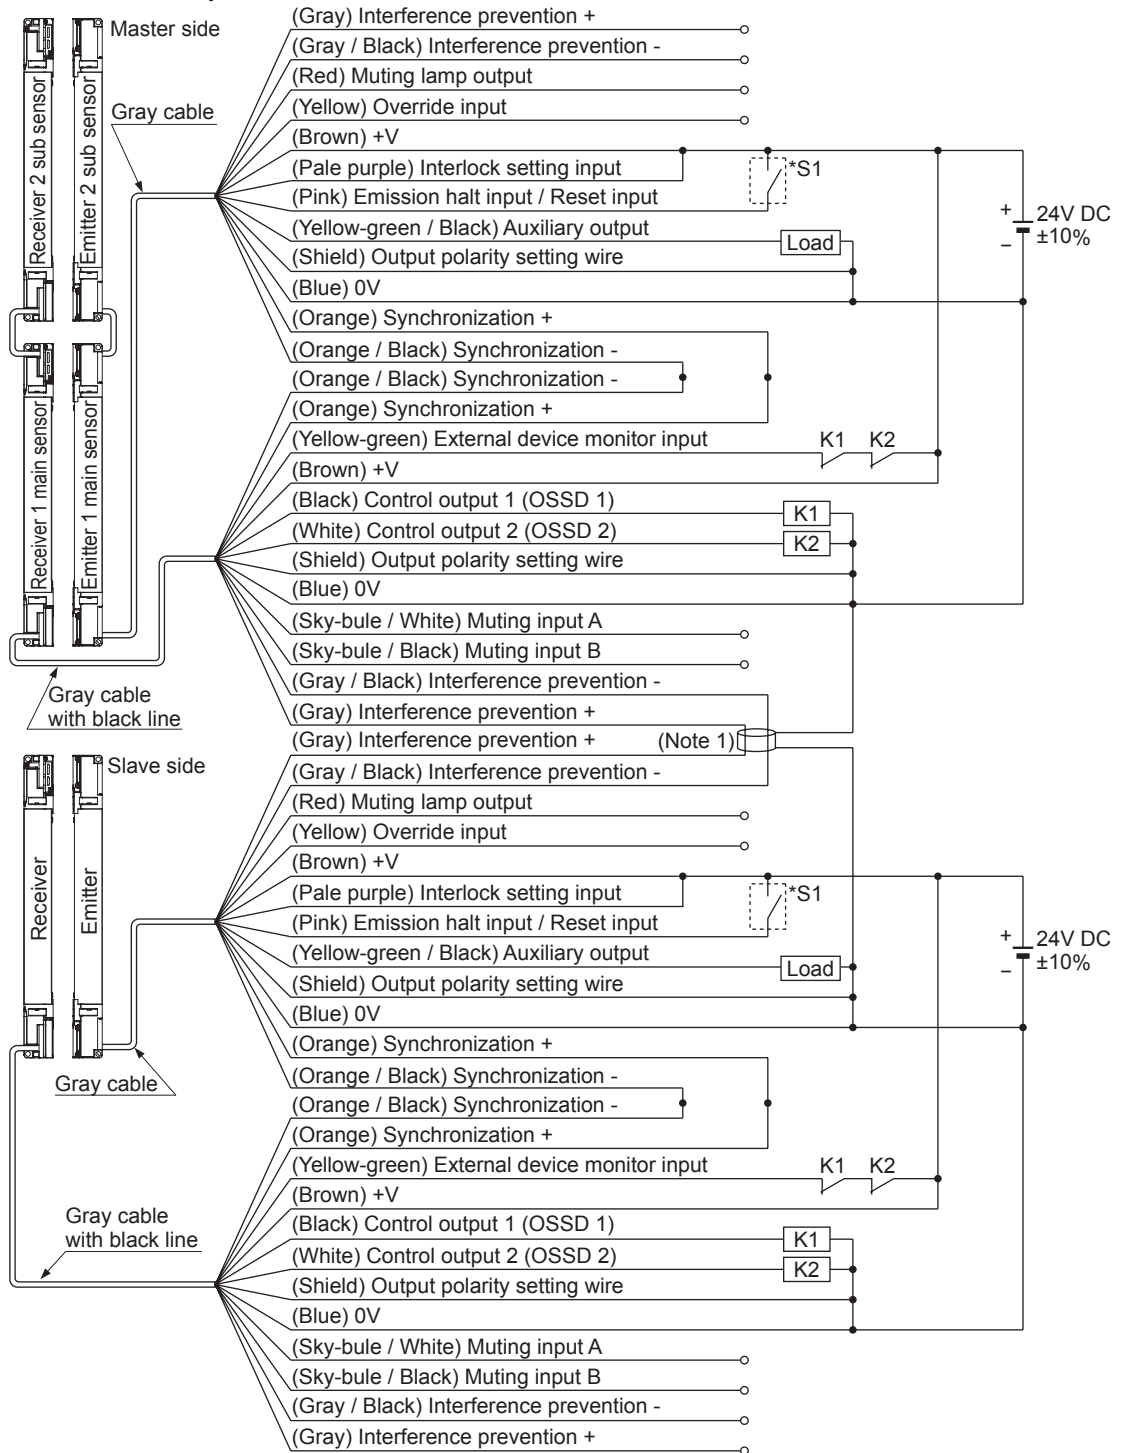 Master side
Gray cable
Receiver 2 sub sensor
Emitter 2 sub sensor
Receiver 1 main sensor
Emitter 1 main sensor
Gray cable
with black line
(Gray) Interference prevention +
(Gray / Black) Interference prevention -
(Red) Muting lamp output
(Yellow) Override input
(Brown) +V
(Pale purple) Interlock setting input
*S1
(Pink) Emission halt input / Reset input
+ 24V DC
− ±10%
(Yellow-green / Black) Auxiliary output
Load
(Shield) Output polarity setting wire
(Blue) 0V
(Orange) Synchronization +
(Orange / Black) Synchronization -
(Orange / Black) Synchronization -
(Orange) Synchronization +
(Yellow-green) External device monitor input K1 K2
(Brown) +V
(Black) Control output 1 (OSSD 1) K1
(White) Control output 2 (OSSD 2) K2
(Shield) Output polarity setting wire
(Blue) 0V
(Sky-bule / White) Muting input A
(Sky-bule / Black) Muting input B
(Gray / Black) Interference prevention -
(Gray) Interference prevention +
(Gray) Interference prevention + (Note 1)
(Gray / Black) Interference prevention -
Slave side
Receiver
Emitter
Gray cable
Gray cable
with black line
(Red) Muting lamp output
(Yellow) Override input
(Brown) +V
(Pale purple) Interlock setting input
*S1
(Pink) Emission halt input / Reset input
+ 24V DC
− ±10%
(Yellow-green / Black) Auxiliary output
Load
(Shield) Output polarity setting wire
(Blue) 0V
(Orange) Synchronization +
(Orange / Black) Synchronization -
(Orange / Black) Synchronization -
(Orange) Synchronization +
(Yellow-green) External device monitor input K1 K2
(Brown) +V
(Black) Control output 1 (OSSD 1) K1
(White) Control output 2 (OSSD 2) K2
(Shield) Output polarity setting wire
(Blue) 0V
(Sky-bule / White) Muting input A
(Sky-bule / Black) Muting input B
(Gray / Black) Interference prevention -
(Gray) Interference prevention +